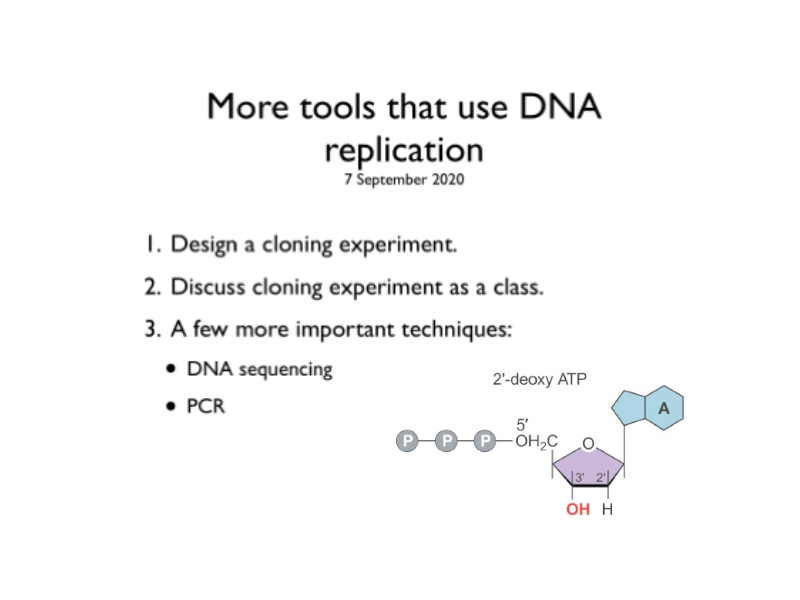 More tools that use DNA
replication
7 September 2020
1. Design a cloning experiment.
2. Discuss cloning experiment as a class.
3. A few more important techniques:
• DNA sequencing
• PCR
2'-deoxy ATP
A
5′
P P P OH₂C O
3' 2'
OH H